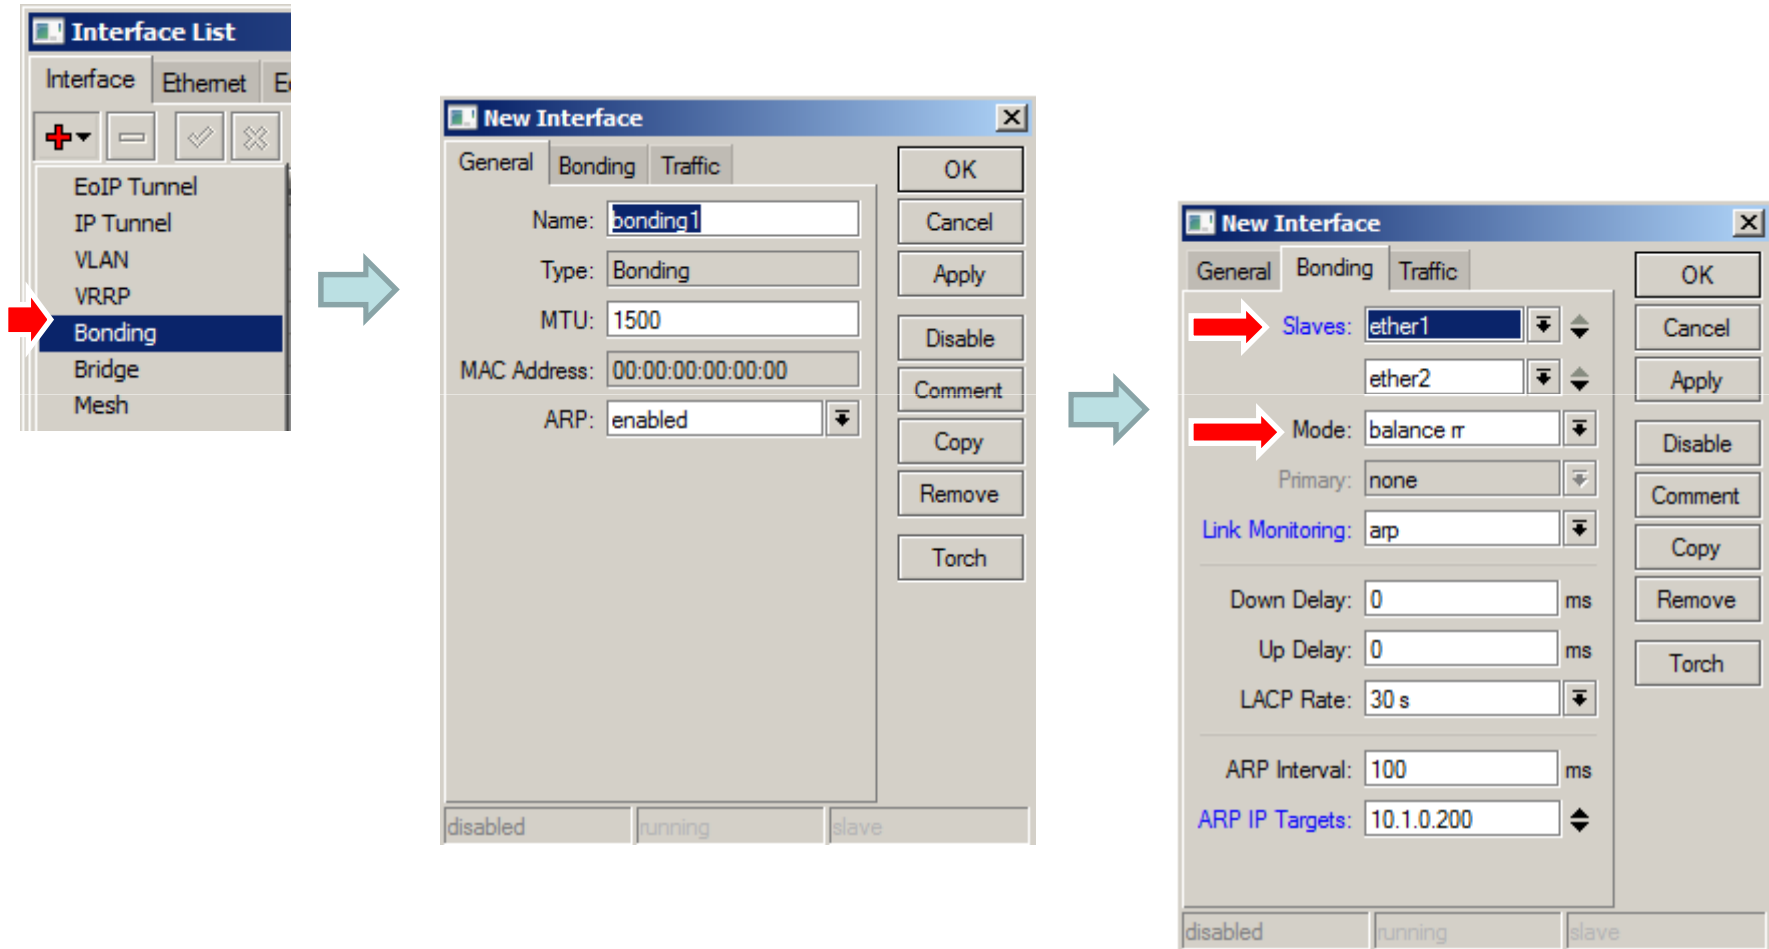 Interface List
Interface Ethernet
EoIP Tunnel
IP Tunnel
VLAN
VRRP
Bonding
Bridge
Mesh
New Interface
General Bonding Traffic
Name: bonding1
Type: Bonding
MTU: 1500
MAC Address: 00:00:00:00:00:00
ARP: enabled
OK
Cancel
Apply
Disable
Comment
Copy
Remove
Torch
disabled running slave
New Interface
General Bonding Traffic
Slaves: ether1
ether2
Mode: balance rr
Primary: none
Link Monitoring: arp
Down Delay: 0 ms
Up Delay: 0 ms
LACP Rate: 30 s
ARP Interval: 100 ms
ARP IP Targets: 10.1.0.200
OK
Cancel
Apply
Disable
Comment
Copy
Remove
Torch
disabled running slave